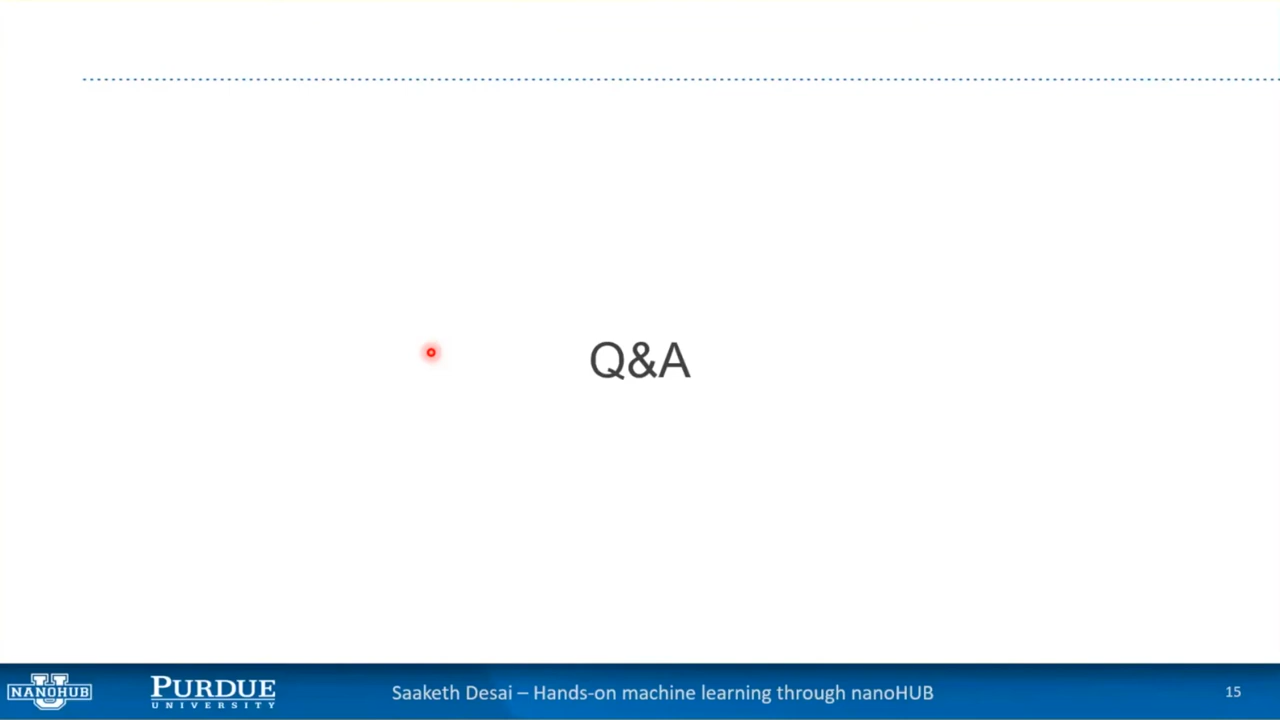 Q&A
NANOHUB
U
PURDUE
UNIVERSITY
Saaketh Desai – Hands-on machine learning through nanoHUB
15